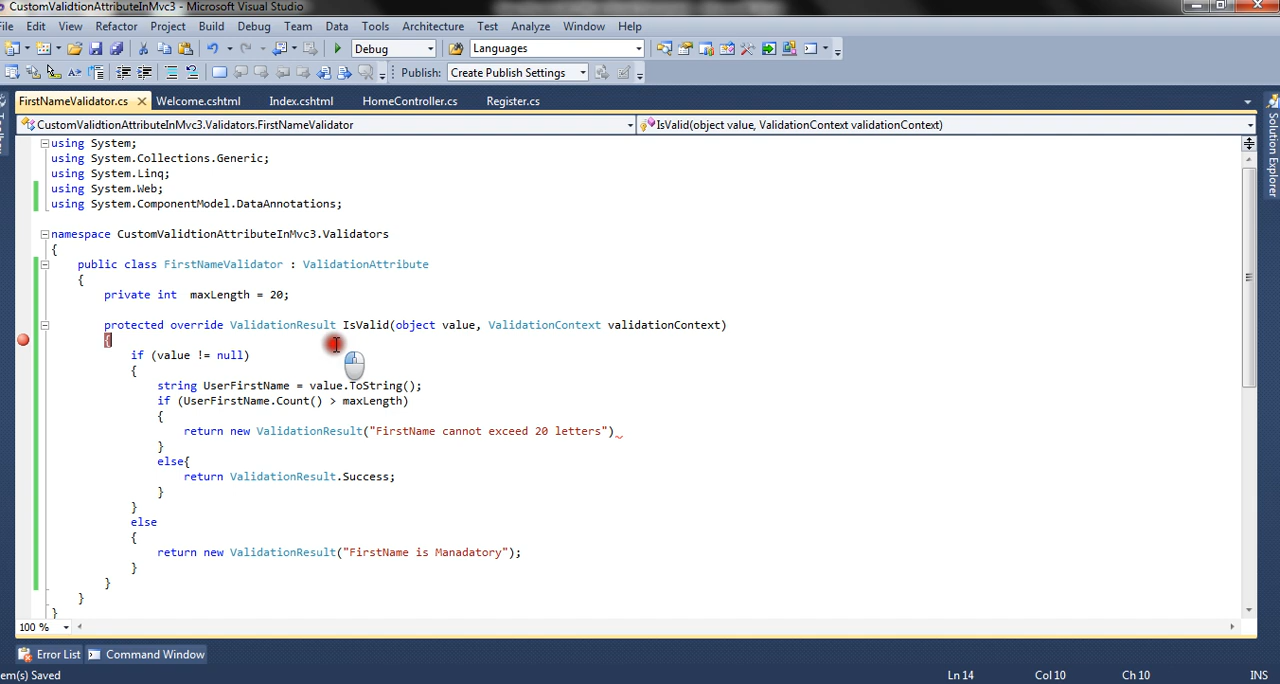 CustomValidtionAttributeInMvc3 - Microsoft Visual Studio
File Edit View Refactor Project Build Debug Team Data Tools Architecture Test Analyze Window Help
Debug Languages
Publish: Create Publish Settings
FirstNameValidator.cs Welcome.cshtml Index.cshtml HomeController.cs Register.cs
CustomValidtionAttributeInMvc3.Validators.FirstNameValidator IsValid(object value, ValidationContext validationContext)
using System;
using System.Collections.Generic;
using System.Linq;
using System.Web;
using System.ComponentModel.DataAnnotations;
namespace CustomValidtionAttributeInMvc3.Validators
{
public class FirstNameValidator : ValidationAttribute
{
private int maxLength = 20;
protected override ValidationResult IsValid(object value, ValidationContext validationContext)
{
if (value != null)
{
string UserFirstName = value.ToString();
if (UserFirstName.Count() > maxLength)
{
return new ValidationResult("FirstName cannot exceed 20 letters")
}
else{
return ValidationResult.Success;
}
}
else
{
return new ValidationResult("FirstName is Manadatory");
}
}
}
}
100 %
Solution Explorer
Error List Command Window
em(s) Saved Ln 14 Col 10 Ch 10 INS